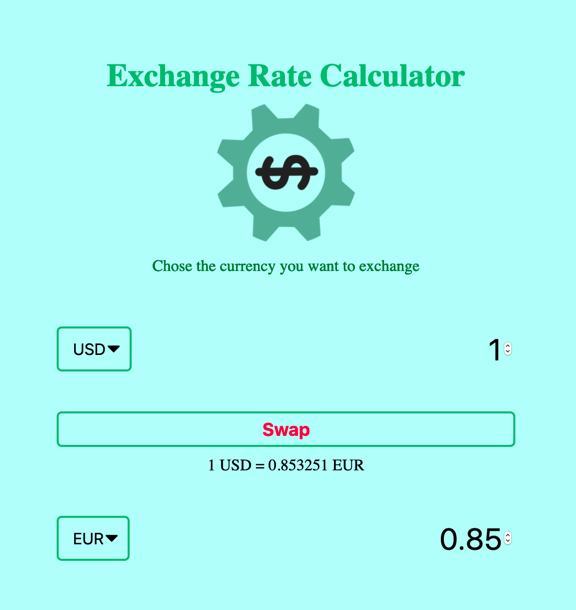 Exchange Rate Calculator
$
Chose the currency you want to exchange
USD
1
Swap
1 USD = 0.853251 EUR
EUR
0.85